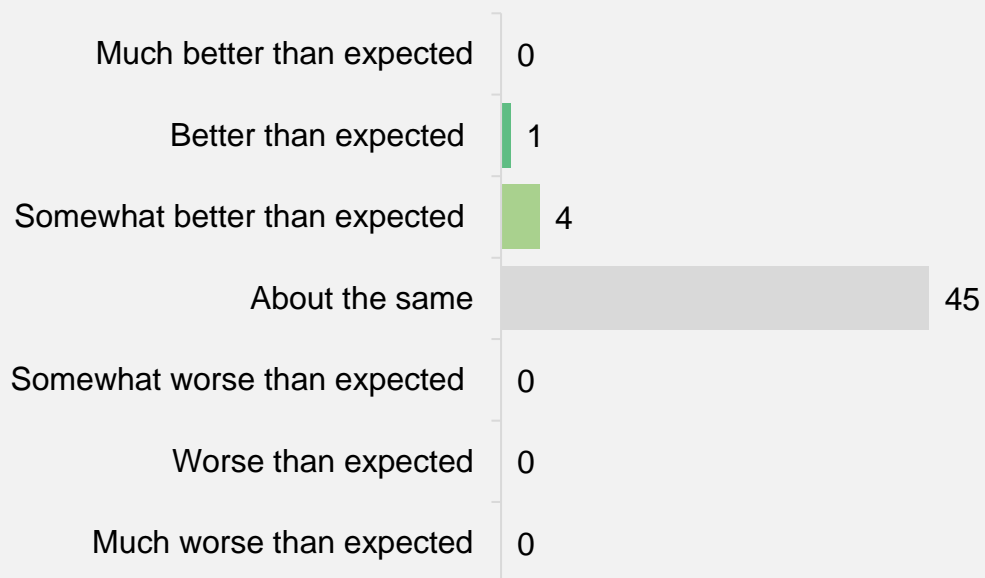 Much better than expected 0
Better than expected 1
Somewhat better than expected 4
About the same 45
Somewhat worse than expected 0
Worse than expected 0
Much worse than expected 0